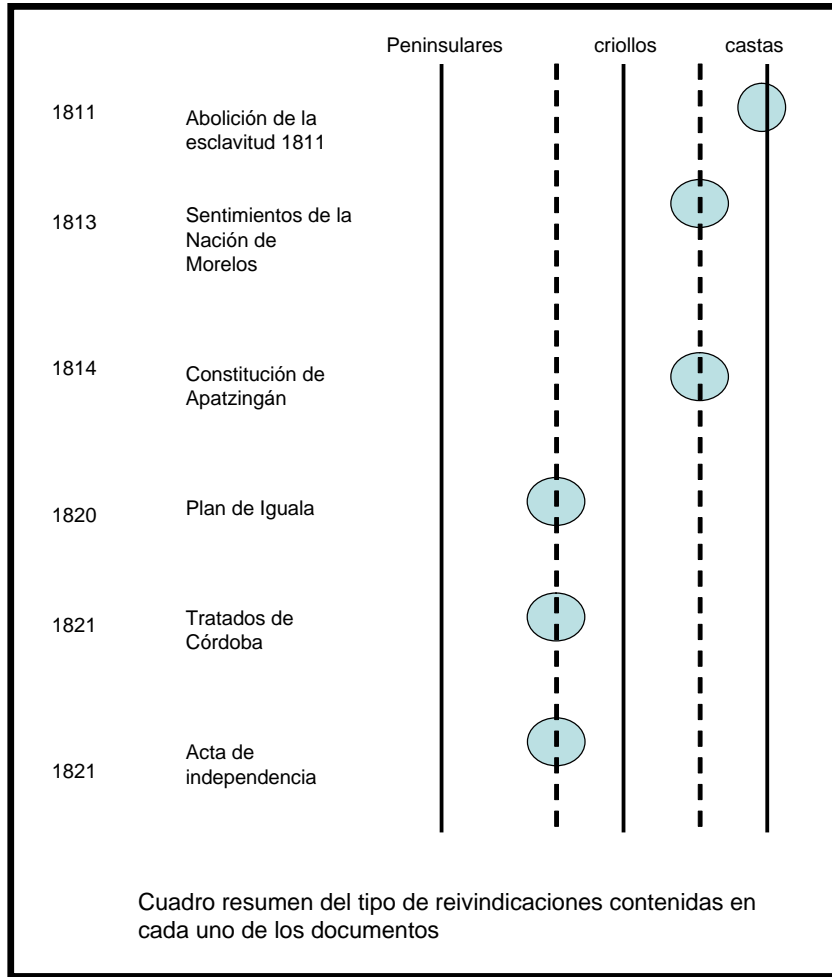 Peninsulares criollos castas
1811
Abolición de la
esclavitud 1811
1813
Sentimientos de la
Nación de
Morelos
1814
Constitución de
Apatzingán
1820
Plan de Iguala
1821
Tratados de
Córdoba
1821
Acta de
independencia
Cuadro resumen del tipo de reivindicaciones contenidas en
cada uno de los documentos